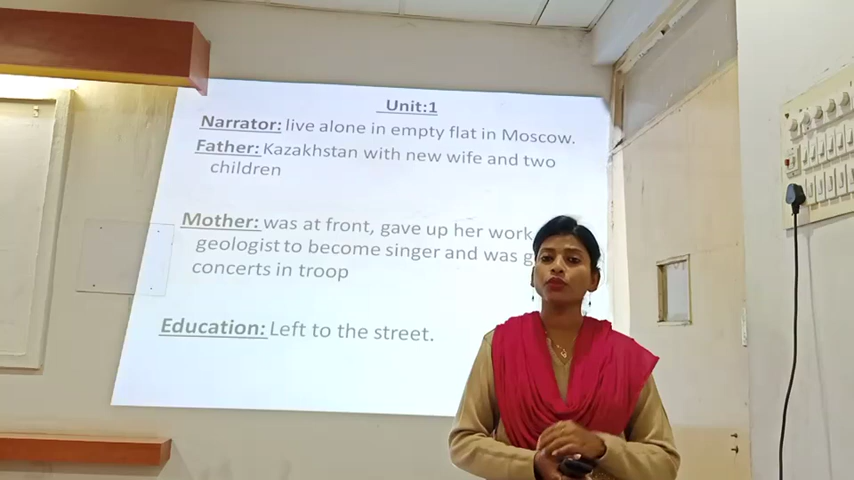 Unit:1
Narrator: live alone in empty flat in Moscow.
Father: Kazakhstan with new wife and two
children
Mother: was at front, gave up her work
geologist to become singer and was
concerts in troop
Education: Left to the street.